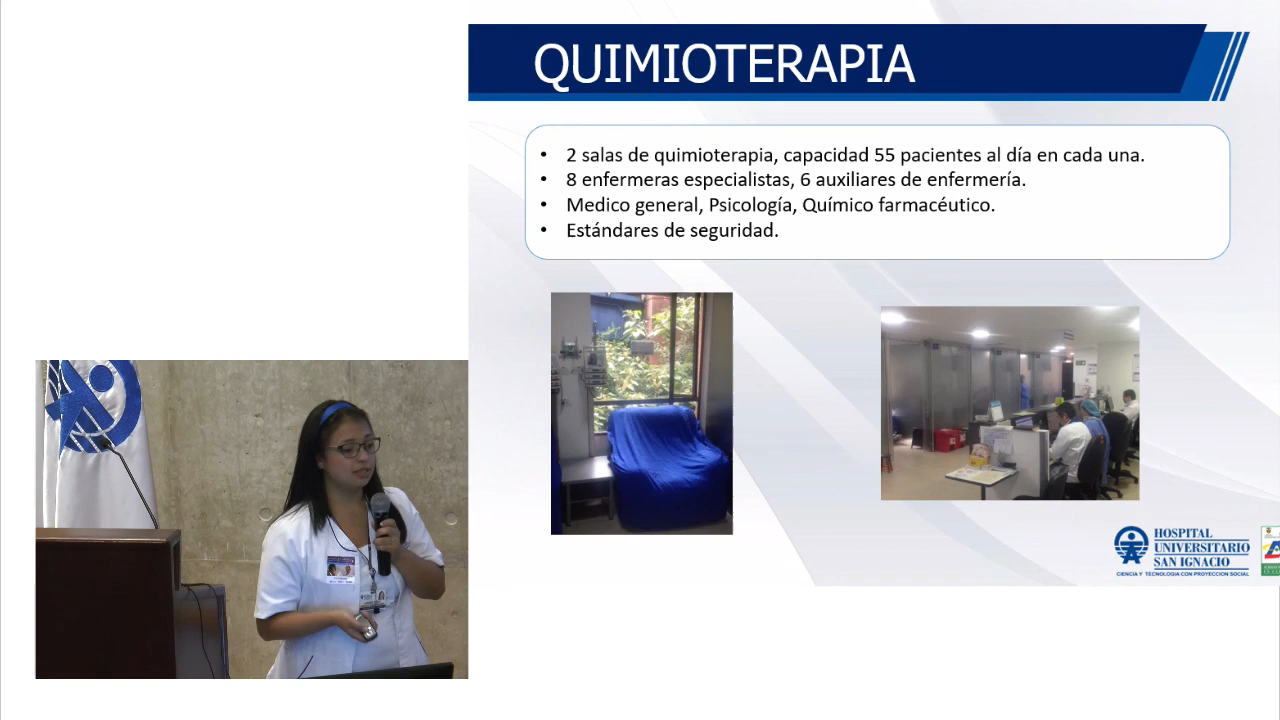 QUIMIOTERAPIA
• 2 salas de quimioterapia, capacidad 55 pacientes al día en cada una.
• 8 enfermeras especialistas, 6 auxiliares de enfermería.
• Medico general, Psicología, Químico farmacéutico.
• Estándares de seguridad.
HOSPITAL
UNIVERSITARIO
SAN IGNACIO
CIENCIA Y TECNOLOGIA CON PROYECCION SOCIAL